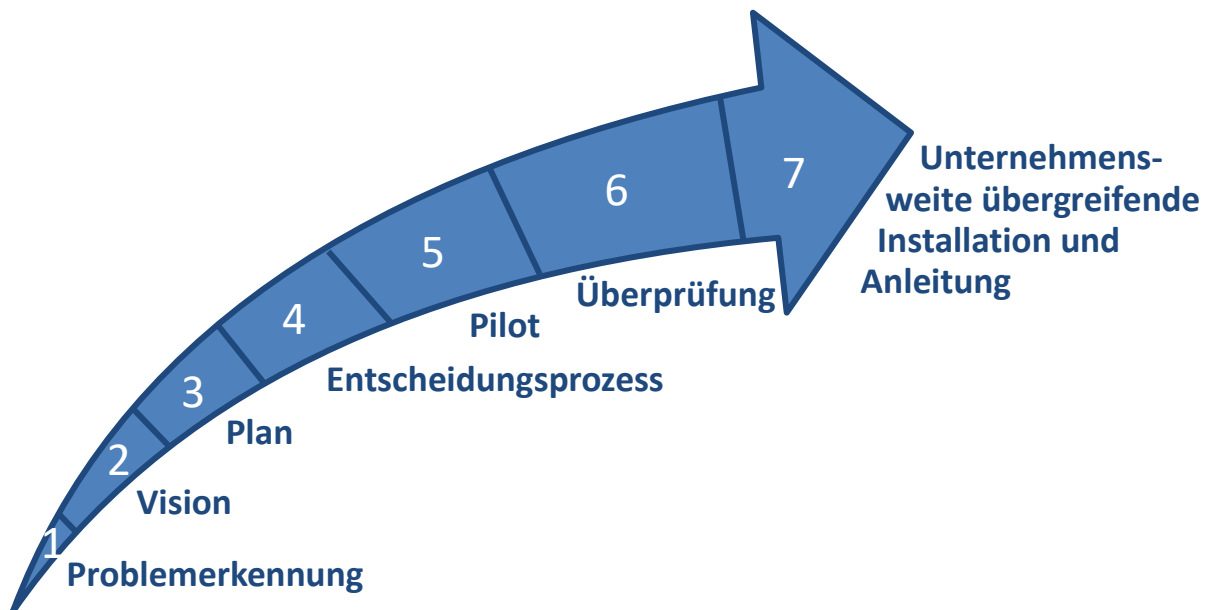 1
Problemerkennung
2
Vision
3
Plan
4
Entscheidungsprozess
5
Pilot
6
Überprüfung
7
Unternehmens-
weite übergreifende
Installation und
Anleitung